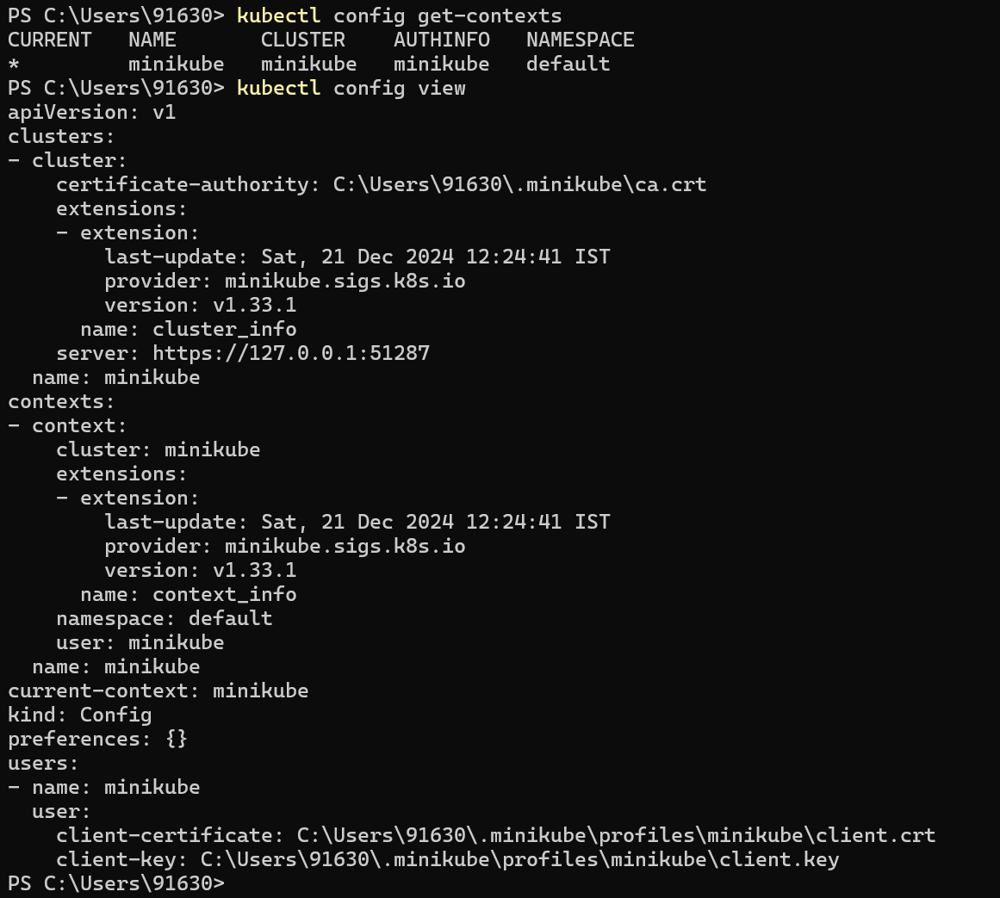 PS C:\Users\91630> kubectl config get-contexts
CURRENT   NAME       CLUSTER    AUTHINFO   NAMESPACE
*         minikube   minikube   minikube   default
PS C:\Users\91630> kubectl config view
apiVersion: v1
clusters:
- cluster:
    certificate-authority: C:\Users\91630\.minikube\ca.crt
    extensions:
    - extension:
        last-update: Sat, 21 Dec 2024 12:24:41 IST
        provider: minikube.sigs.k8s.io
        version: v1.33.1
      name: cluster_info
    server: https://127.0.0.1:51287
  name: minikube
contexts:
- context:
    cluster: minikube
    extensions:
    - extension:
        last-update: Sat, 21 Dec 2024 12:24:41 IST
        provider: minikube.sigs.k8s.io
        version: v1.33.1
      name: context_info
    namespace: default
    user: minikube
  name: minikube
current-context: minikube
kind: Config
preferences: {}
users:
- name: minikube
  user:
    client-certificate: C:\Users\91630\.minikube\profiles\minikube\client.crt
    client-key: C:\Users\91630\.minikube\profiles\minikube\client.key
PS C:\Users\91630>